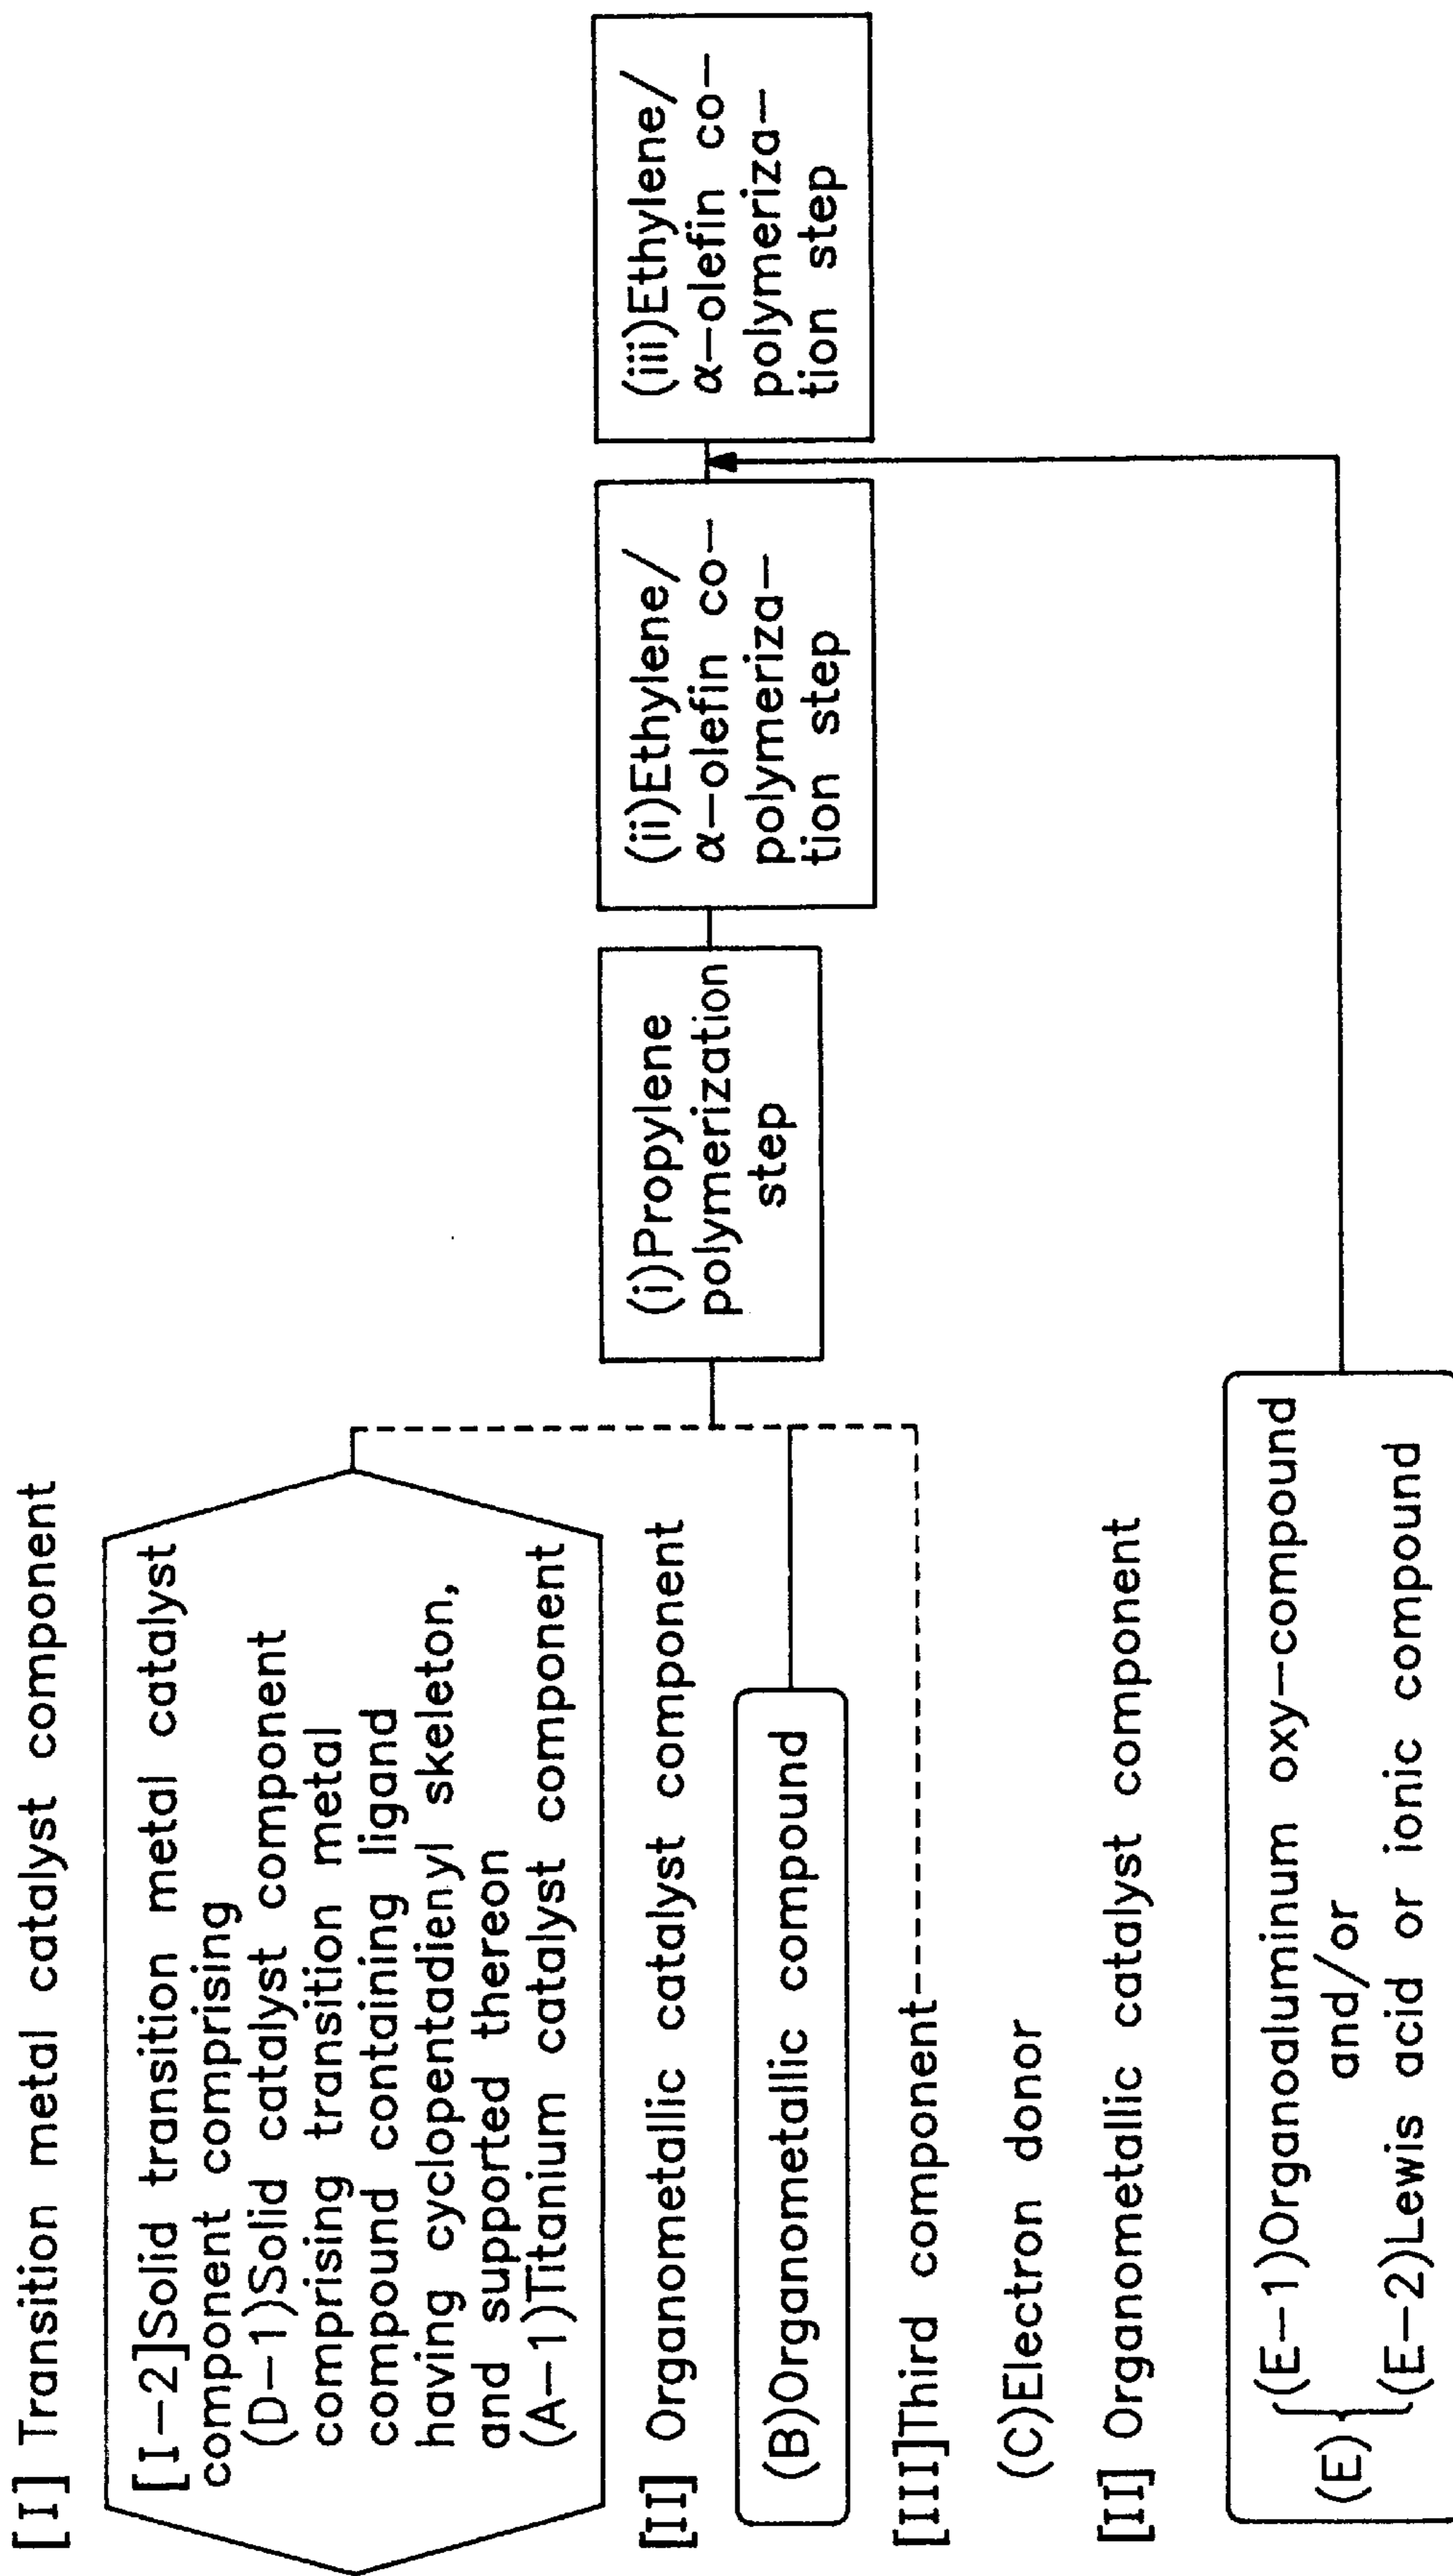 [I] Transition metal catalyst component
[I-2]Solid transition metal catalyst
component comprising
(D-1)Solid catalyst component
comprising transition metal
compound containing ligand
having cyclopentadienyl skeleton,
and supported thereon
(A-1)Titanium catalyst component
[II] Organometallic catalyst component
(B)Organometallic compound
[III]Third component
(C)Electron donor
[II] Organometallic catalyst component
(E)
(E-1)Organoaluminum oxy-compound
and/or
(E-2)Lewis acid or ionic compound
(i)Propylene
polymerization
step
(ii)Ethylene/
α-olefin co-
polymeriza-
tion step
(iii)Ethylene/
α-olefin co-
polymeriza-
tion step